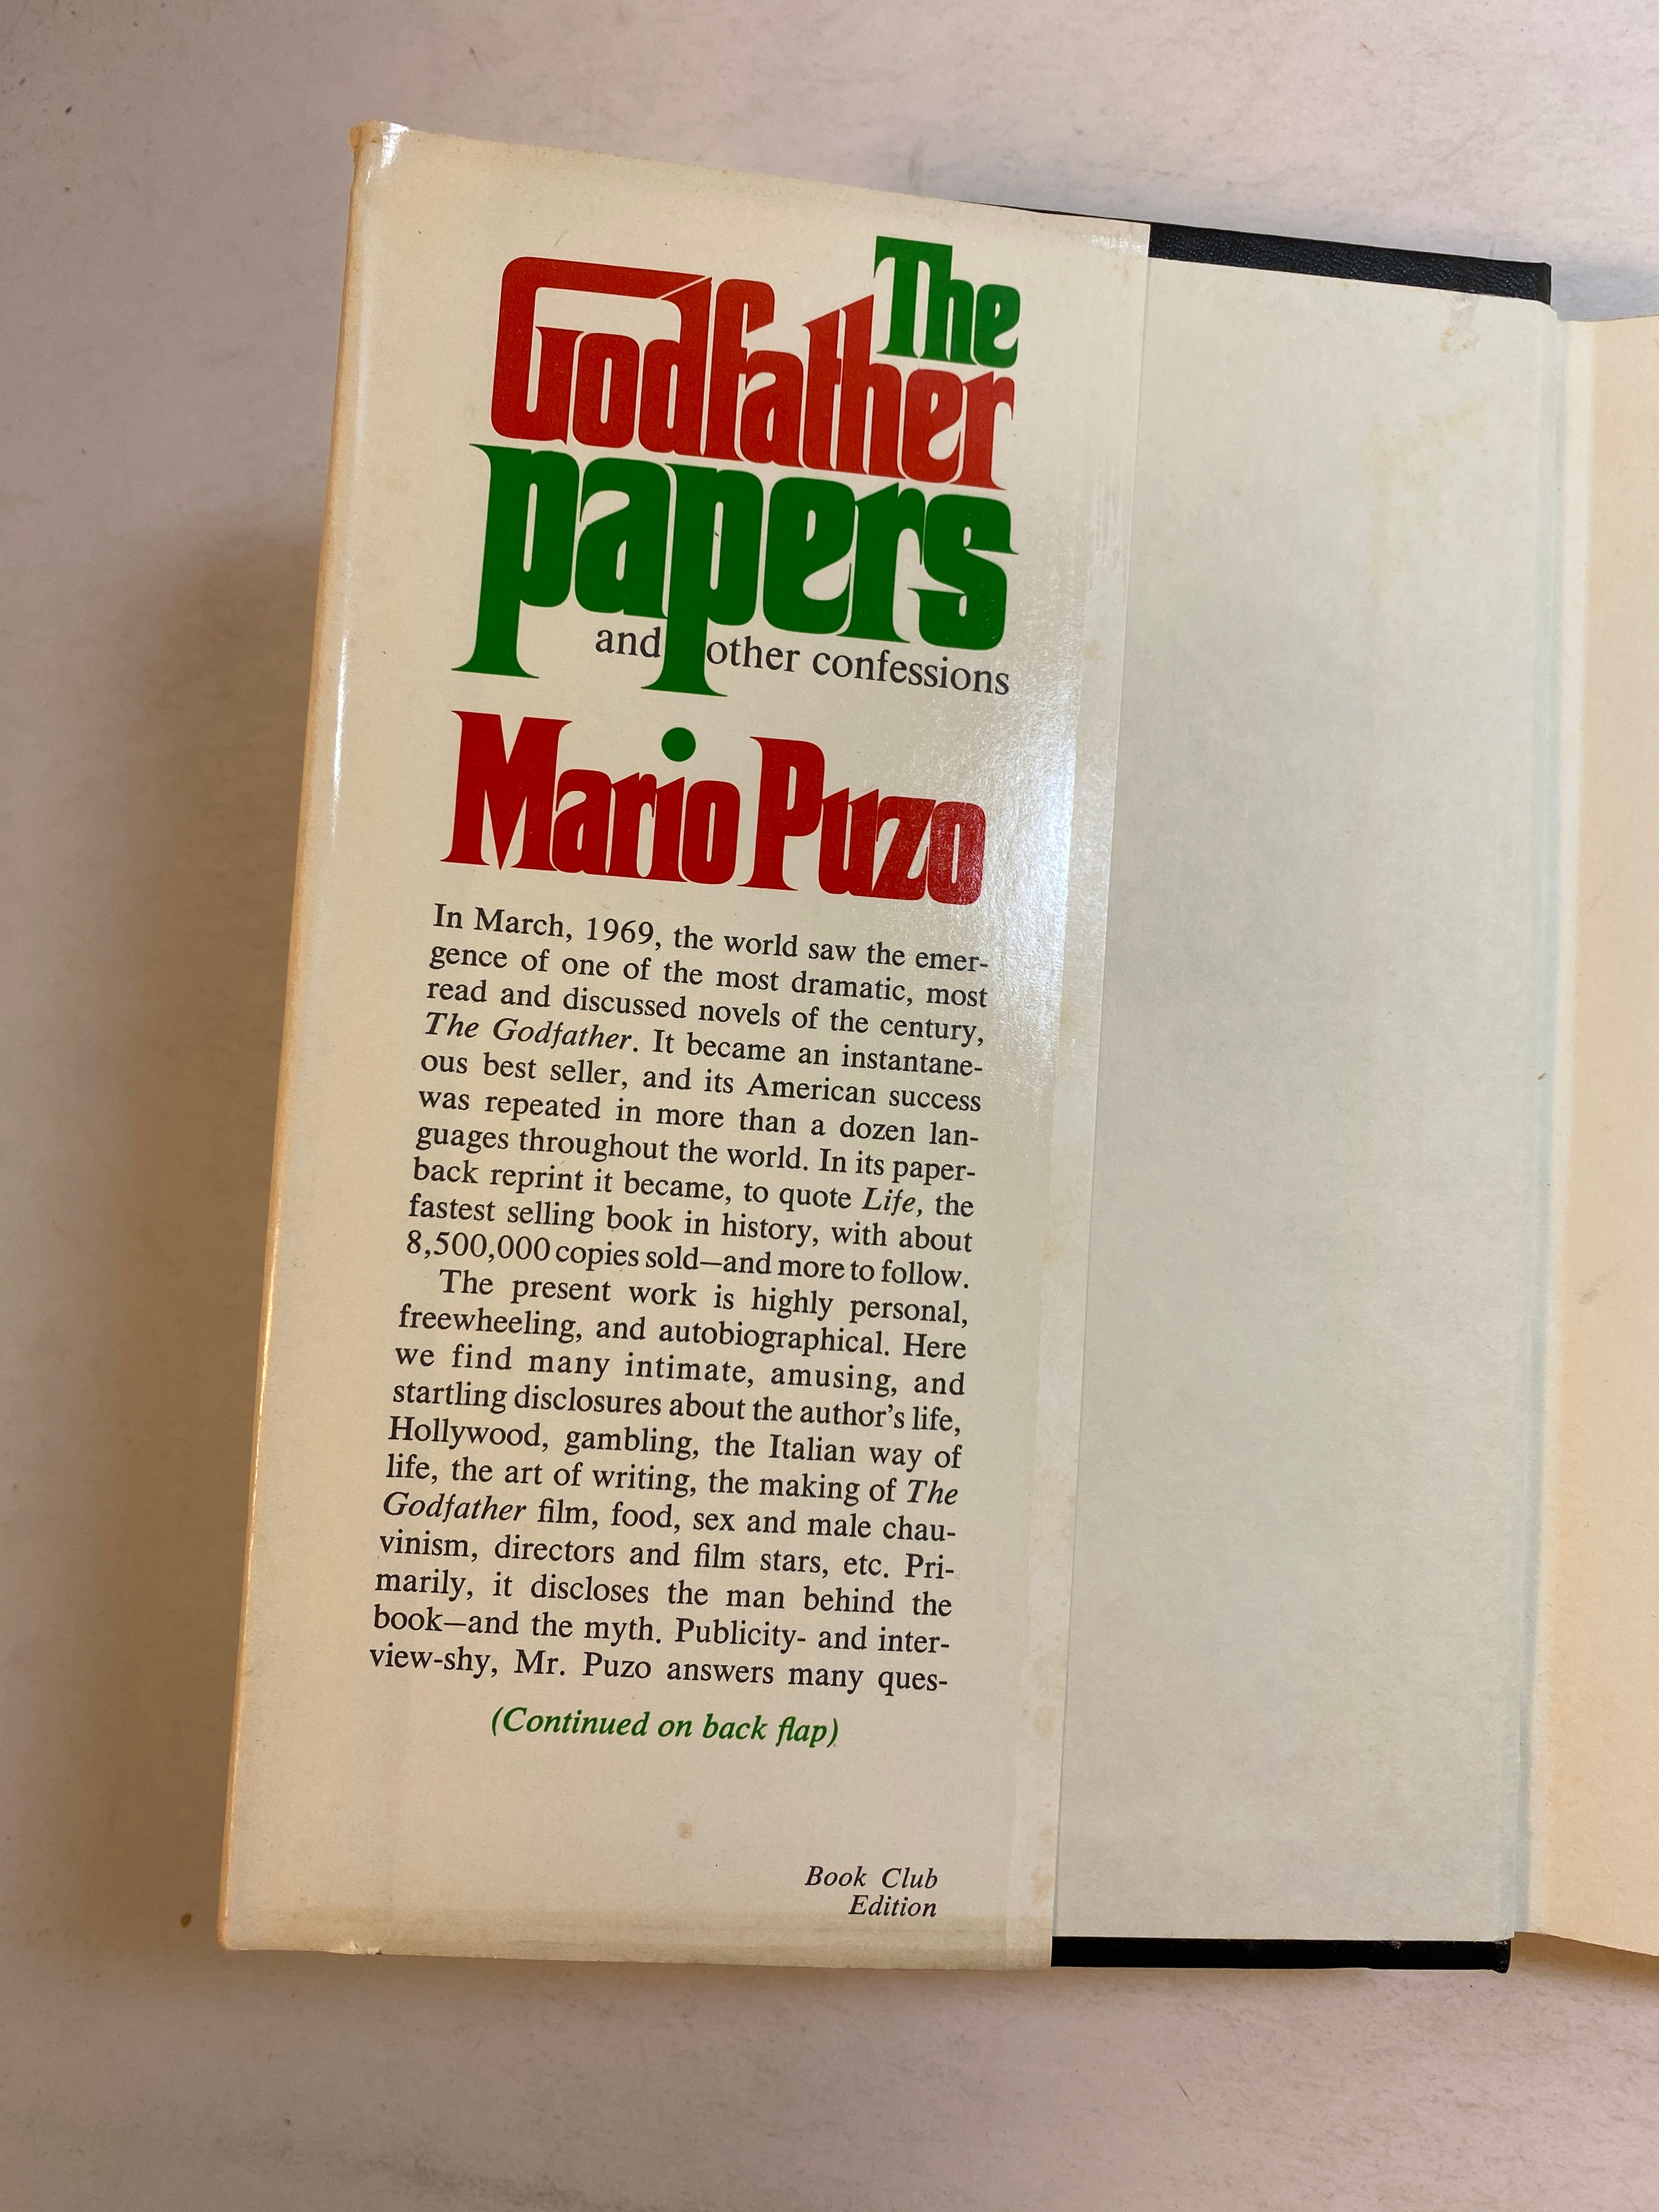 The
Godfather
papers
and other confessions
Mario Puzo
In March, 1969, the world saw the emer-
gence of one of the most dramatic, most
read and discussed novels of the century,
The Godfather. It became an instantane-
ous best seller, and its American success
was repeated in more than a dozen lan-
guages throughout the world. In its paper-
back reprint it became, to quote Life, the
fastest selling book in history, with about
8,500,000 copies sold—and more to follow.
The present work is highly personal,
freewheeling, and autobiographical. Here
we find many intimate, amusing, and
startling disclosures about the author's life,
Hollywood, gambling, the Italian way of
life, the art of writing, the making of The
Godfather film, food, sex and male chau-
vinism, directors and film stars, etc. Pri-
marily, it discloses the man behind the
book—and the myth. Publicity- and inter-
view-shy, Mr. Puzo answers many ques-
(Continued on back flap)
Book Club
Edition